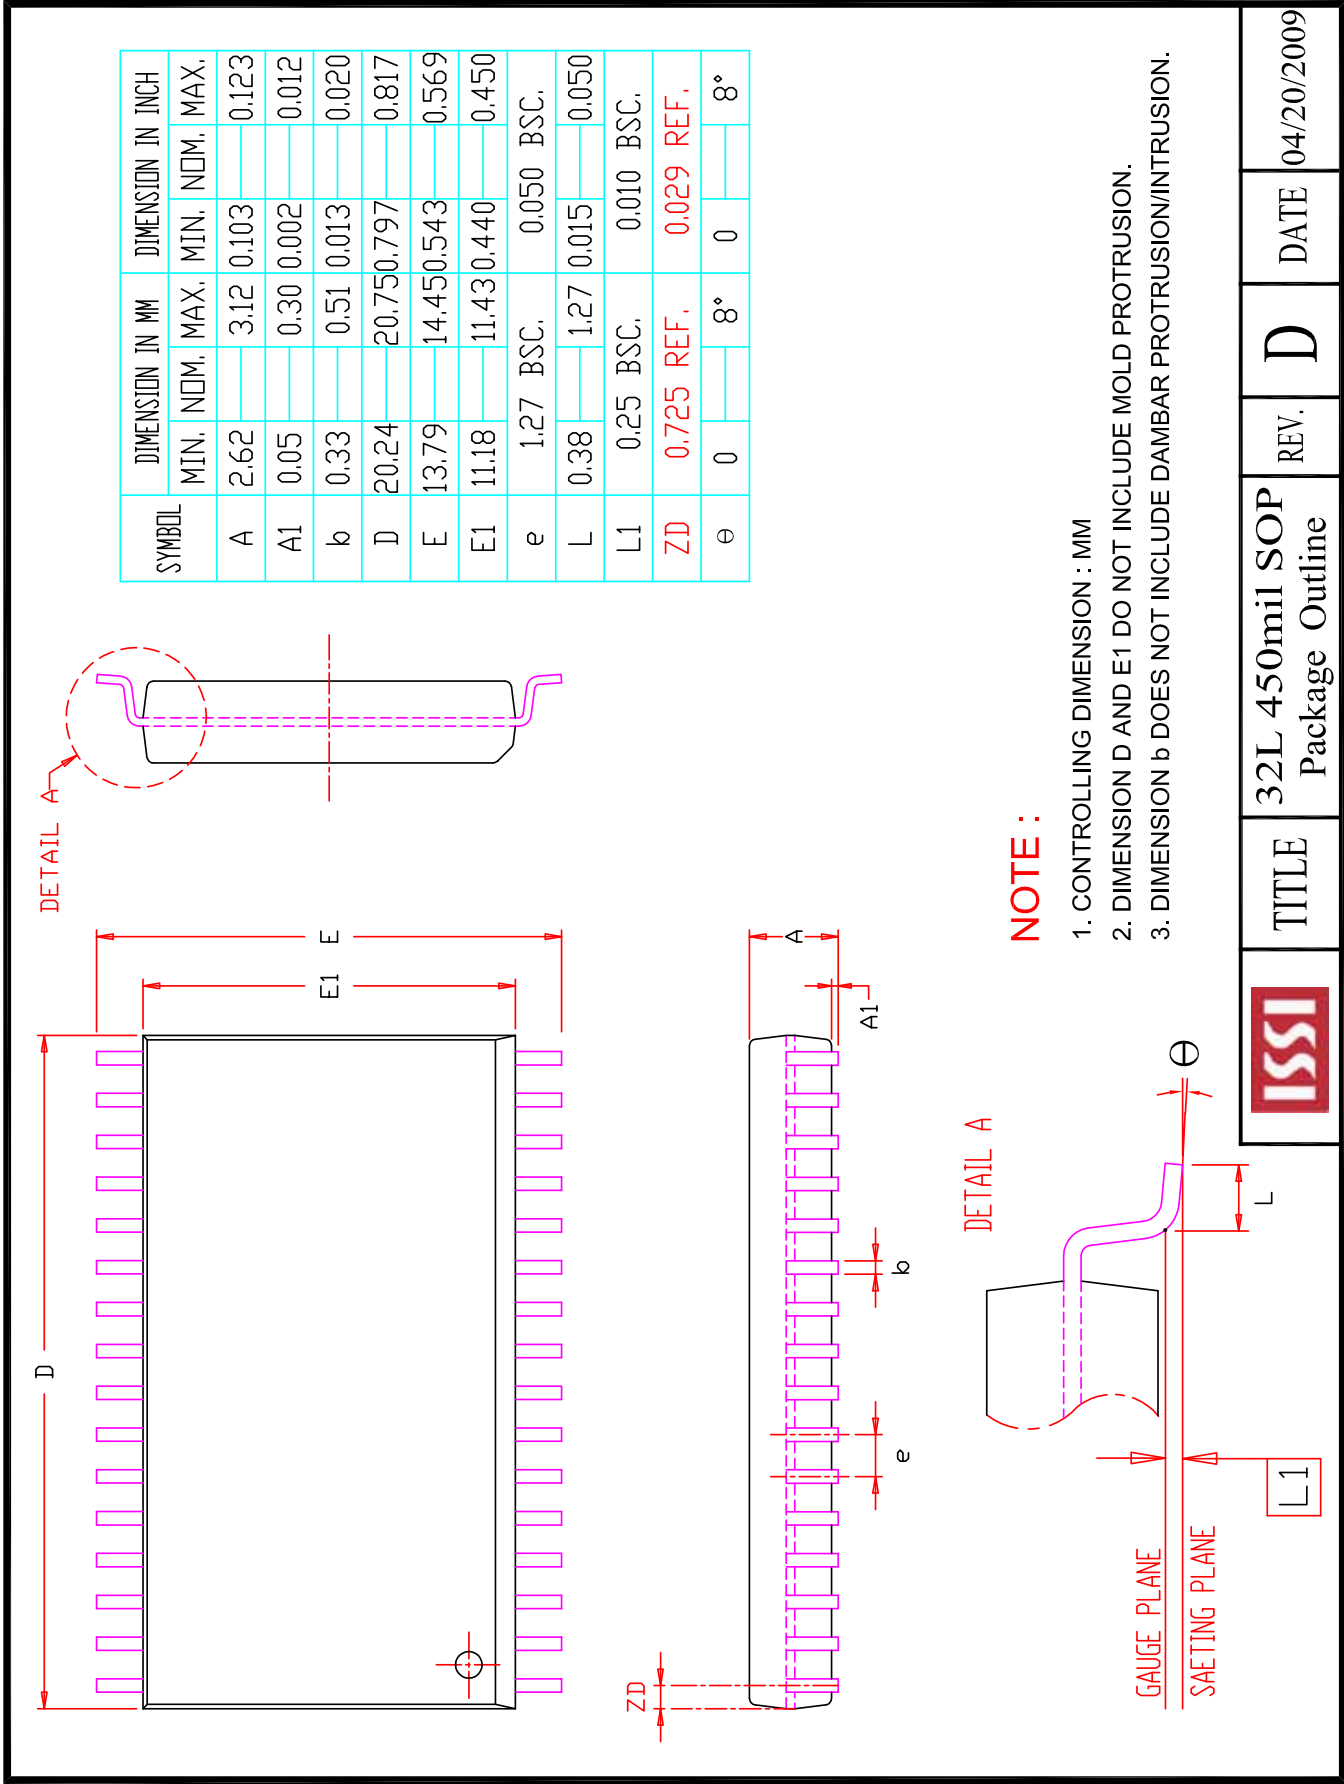 D
E1
E
DETAIL A
ZD
e
b
A1
A
SYMBOL DIMENSION IN MM DIMENSION IN INCH
MIN. NOM. MAX. MIN. NOM. MAX.
A 2.62 3.12 0.103 0.123
A1 0.05 0.30 0.002 0.012
b 0.33 0.51 0.013 0.020
D 20.24 20.75 0.797 0.817
E 13.79 14.45 0.543 0.569
E1 11.18 11.43 0.440 0.450
e 1.27 BSC. 0.050 BSC.
L 0.38 1.27 0.015 0.050
L1 0.25 BSC. 0.010 BSC.
ZD 0.725 REF. 0.029 REF.
θ 0 8° 0 8°
DETAIL A
GAUGE PLANE
SAETING PLANE
L1
L
θ
NOTE :
1. CONTROLLING DIMENSION : MM
2. DIMENSION D AND E1 DO NOT INCLUDE MOLD PROTRUSION.
3. DIMENSION b DOES NOT INCLUDE DAMBAR PROTRUSION/INTRUSION.
ISSI
TITLE
32L 450mil SOP
Package Outline
REV.
D
DATE
04/20/2009